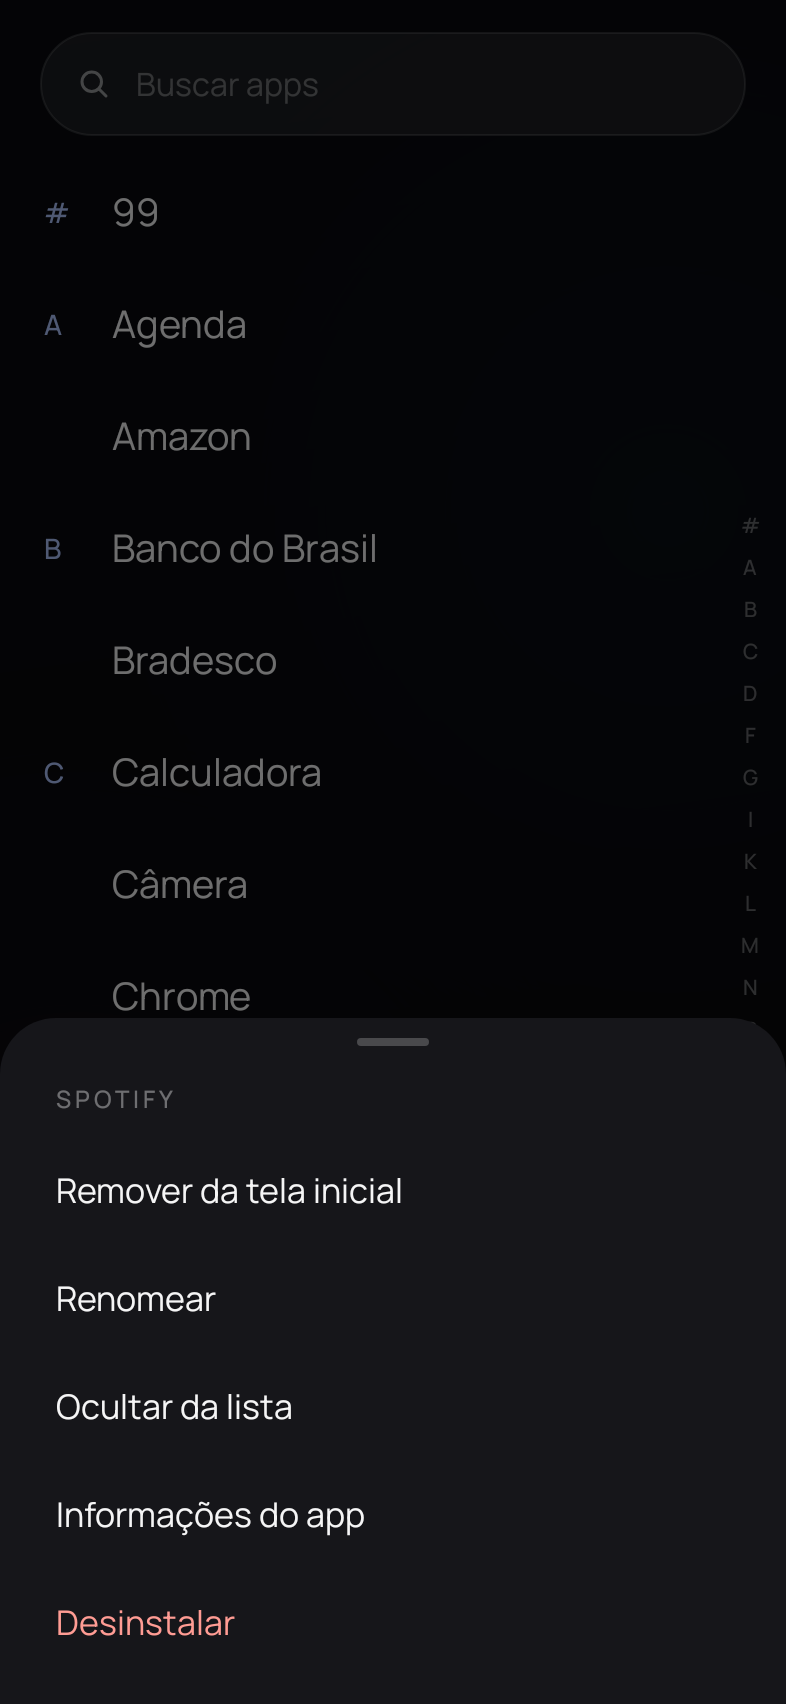 Buscar apps
# 99
A Agenda
Amazon
B Banco do Brasil
Bradesco
C Calculadora
Câmera
Chrome
#
A
B
C
D
F
G
I
K
L
M
N
SPOTIFY
Remover da tela inicial
Renomear
Ocultar da lista
Informações do app
Desinstalar